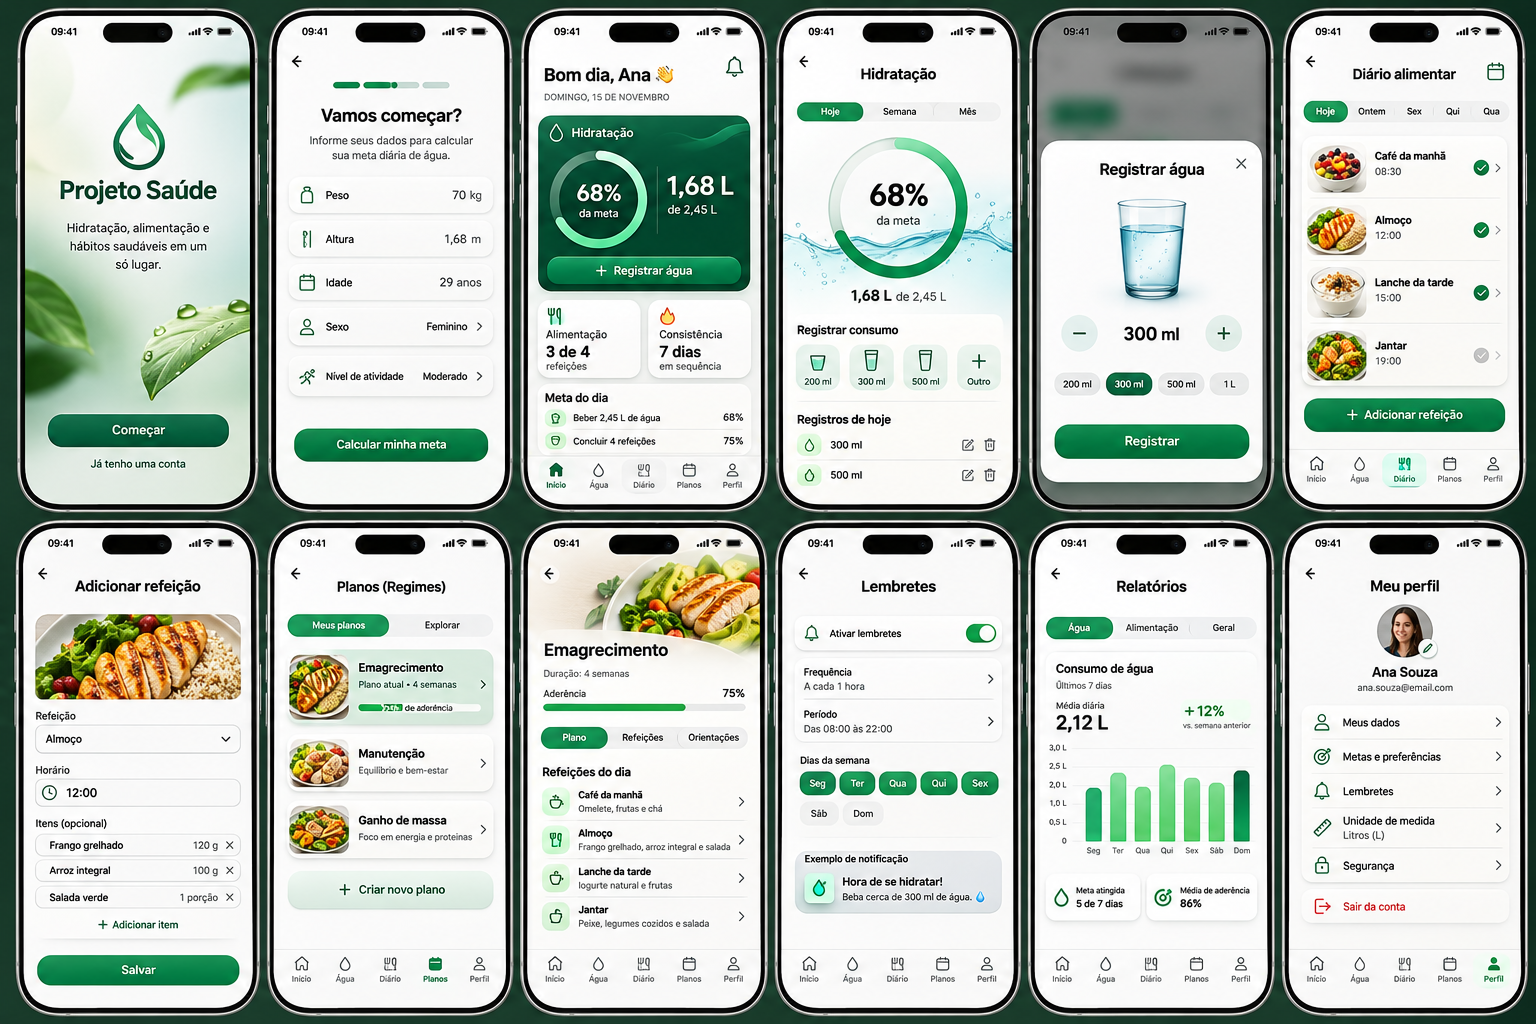 09:41
Projeto Saúde
Hidratação, alimentação e
hábitos saudáveis em um
só lugar.
Começar
Já tenho uma conta
09:41
Vamos começar?
Informe seus dados para calcular
sua meta diária de água.
Peso 70 kg
Altura 1,68 m
Idade 29 anos
Sexo Feminino
Nível de atividade Moderado
Calcular minha meta
09:41
Bom dia, Ana 👋
DOMINGO, 15 DE NOVEMBRO
Hidratação
68%
da meta
1,68 L
de 2,45 L
+ Registrar água
Alimentação
3 de 4
refeições
Consistência
7 dias
em sequência
Meta do dia
Beber 2,45 L de água 68%
Concluir 4 refeições 75%
Início Água Diário Planos Perfil
09:41
Hidratação
Hoje Semana Mês
68%
da meta
1,68 L de 2,45 L
Registrar consumo
200 ml 300 ml 500 ml Outro
Registros de hoje
300 ml
500 ml
09:41
Registrar água
300 ml
200 ml 300 ml 500 ml 1 L
Registrar
09:41
Diário alimentar
Hoje Ontem Sex Qui Qua
Café da manhã
08:30
Almoço
12:00
Lanche da tarde
15:00
Jantar
19:00
+ Adicionar refeição
Início Água Diário Planos Perfil
09:41
Adicionar refeição
Refeição
Almoço
Horário
12:00
Itens (opcional)
Frango grelhado 120 g ×
Arroz integral 100 g ×
Salada verde 1 porção ×
+ Adicionar item
Salvar
09:41
Planos (Regimes)
Meus planos Explorar
Emagrecimento
Plano atual • 4 semanas
de aderência
Manutenção
Equilíbrio e bem-estar
Ganho de massa
Foco em energia e proteinas
+ Criar novo plano
Início Água Diário Planos Perfil
09:41
Emagrecimento
Duração: 4 semanas
Aderência 75%
Plano Refeições Orientações
Refeições do dia
Café da manhã
Omelete, frutas e chá
Almoço
Frango grelhado, arroz integral e salada
Lanche da tarde
Iogurte natural e frutas
Jantar
Peixe, legumes cozidos e salada
Início Água Diário Planos Perfil
09:41
Lembretes
Ativar lembretes
Frequência
A cada 1 hora
Período
Das 08:00 às 22:00
Dias da semana
Seg Ter Qua Qui Sex
Sáb Dom
Exemplo de notificação
Hora de se hidratar!
Beba cerca de 300 ml de água. 💧
Início Água Diário Planos Perfil
09:41
Relatórios
Água Alimentação Geral
Consumo de água
Últimos 7 dias
Média diária
2,12 L
+12%
vs. semana anterior
3,0 L
2,5 L
2,0 L
1,0 L
0,5 L
0
Seg Ter Qua Qui Sex Sáb Dom
Meta atingida
5 de 7 dias
Média de aderência
86%
Início Água Diário Planos Perfil
09:41
Meu perfil
Ana Souza
ana.souza@email.com
Meus dados
Metas e preferências
Lembretes
Unidade de medida
Litros (L)
Segurança
Sair da conta
Início Água Diário Planos Perfil